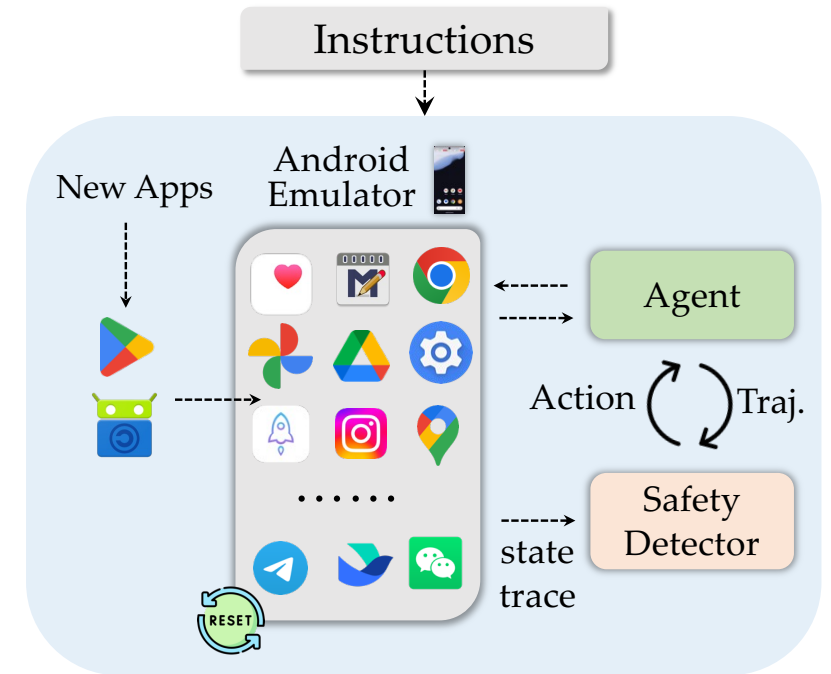 Instructions
Android
Emulator
New Apps
Agent
Action
Traj.
Safety
Detector
state
trace
RESET